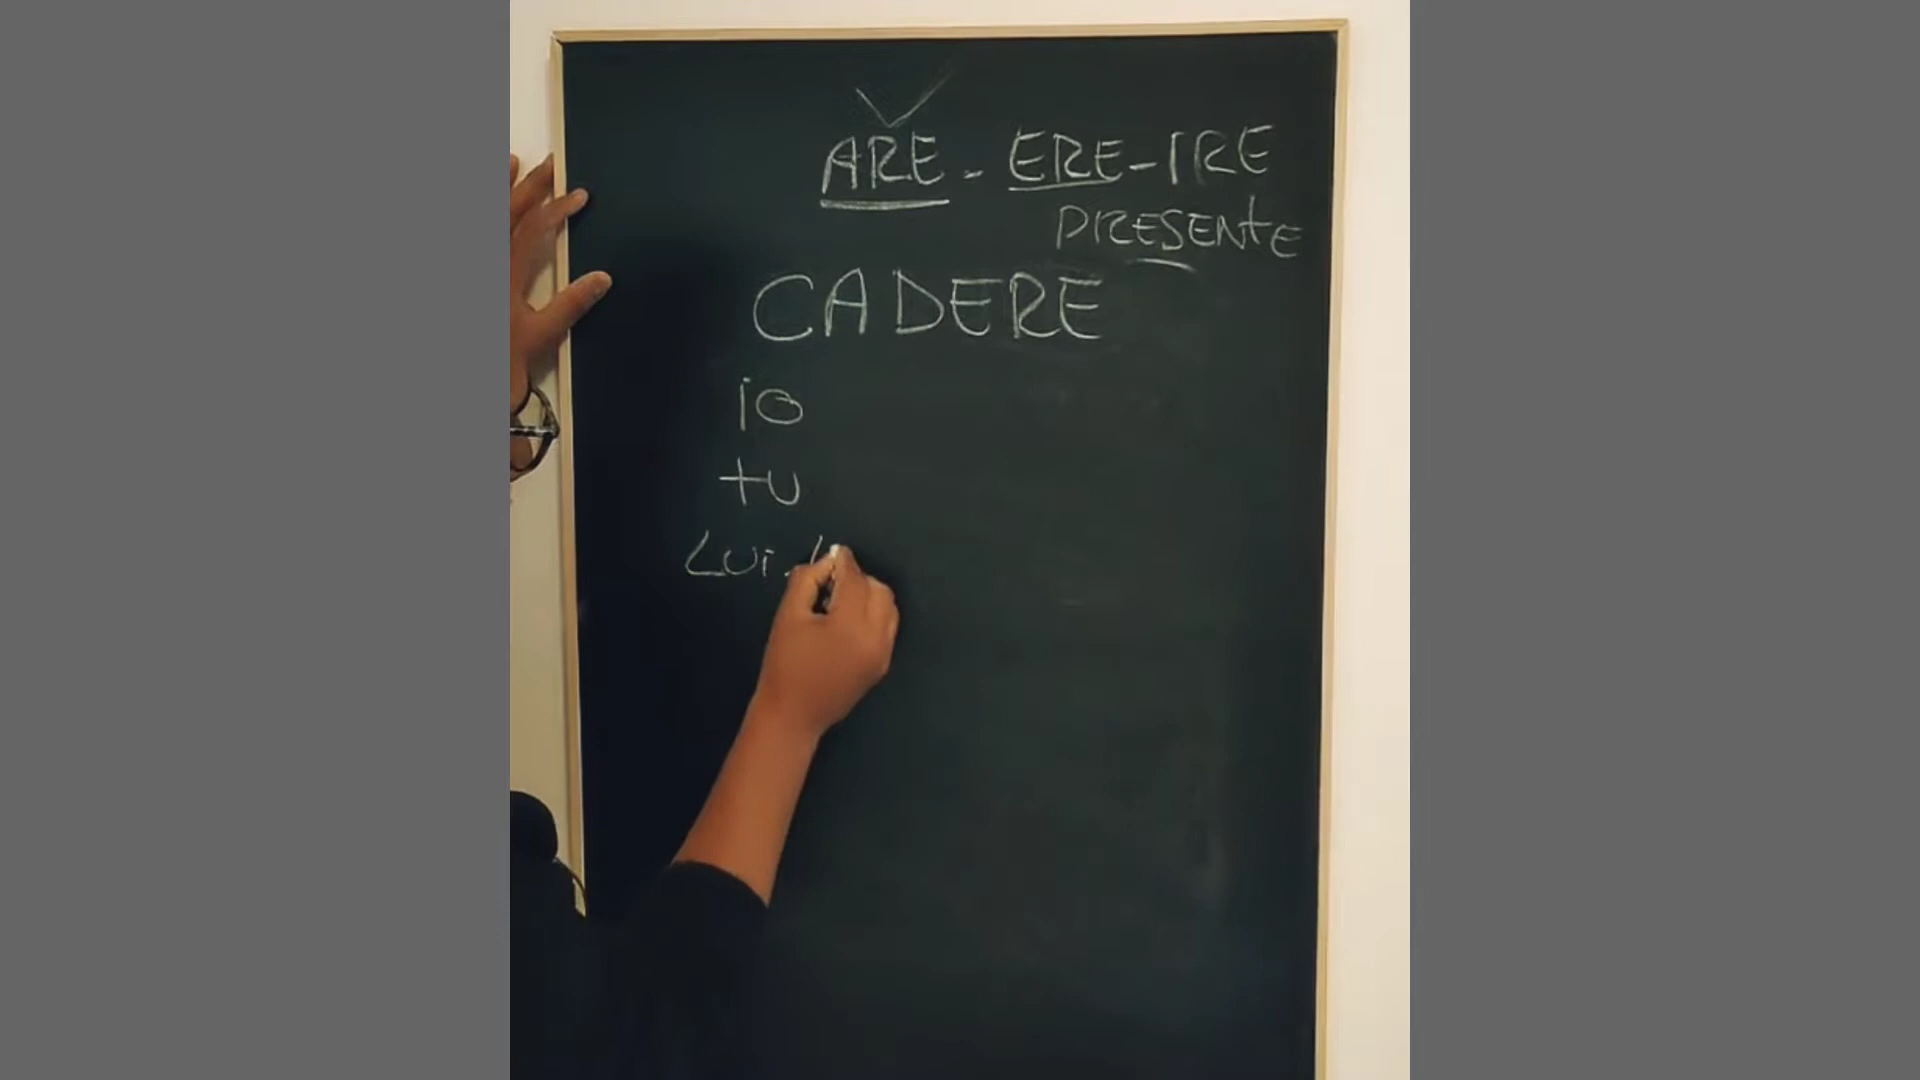 ARE - ERE - IRE
PRESENTE
CADERE
io
tu
Lui